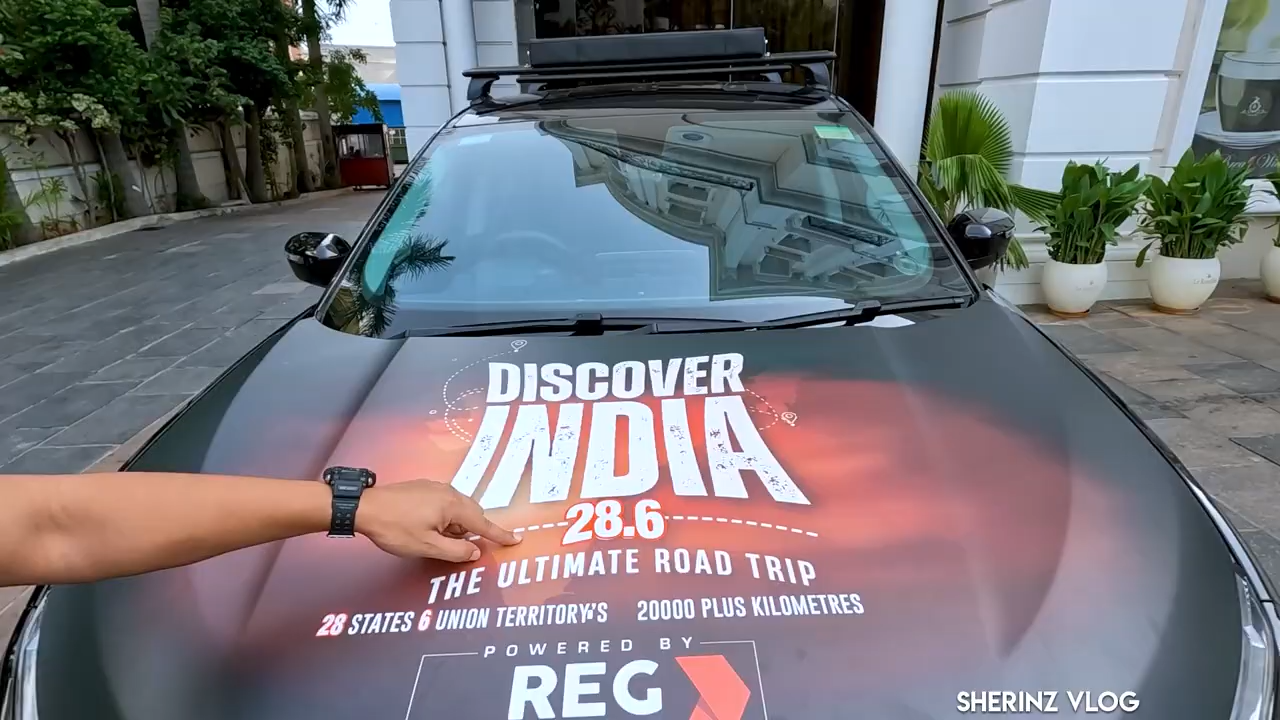 DISCOVER
INDIA
28.6
THE ULTIMATE ROAD TRIP
28 STATES 6 UNION TERRITORY'S 20000 PLUS KILOMETRES
POWERED BY
REG
SHERINZ VLOG